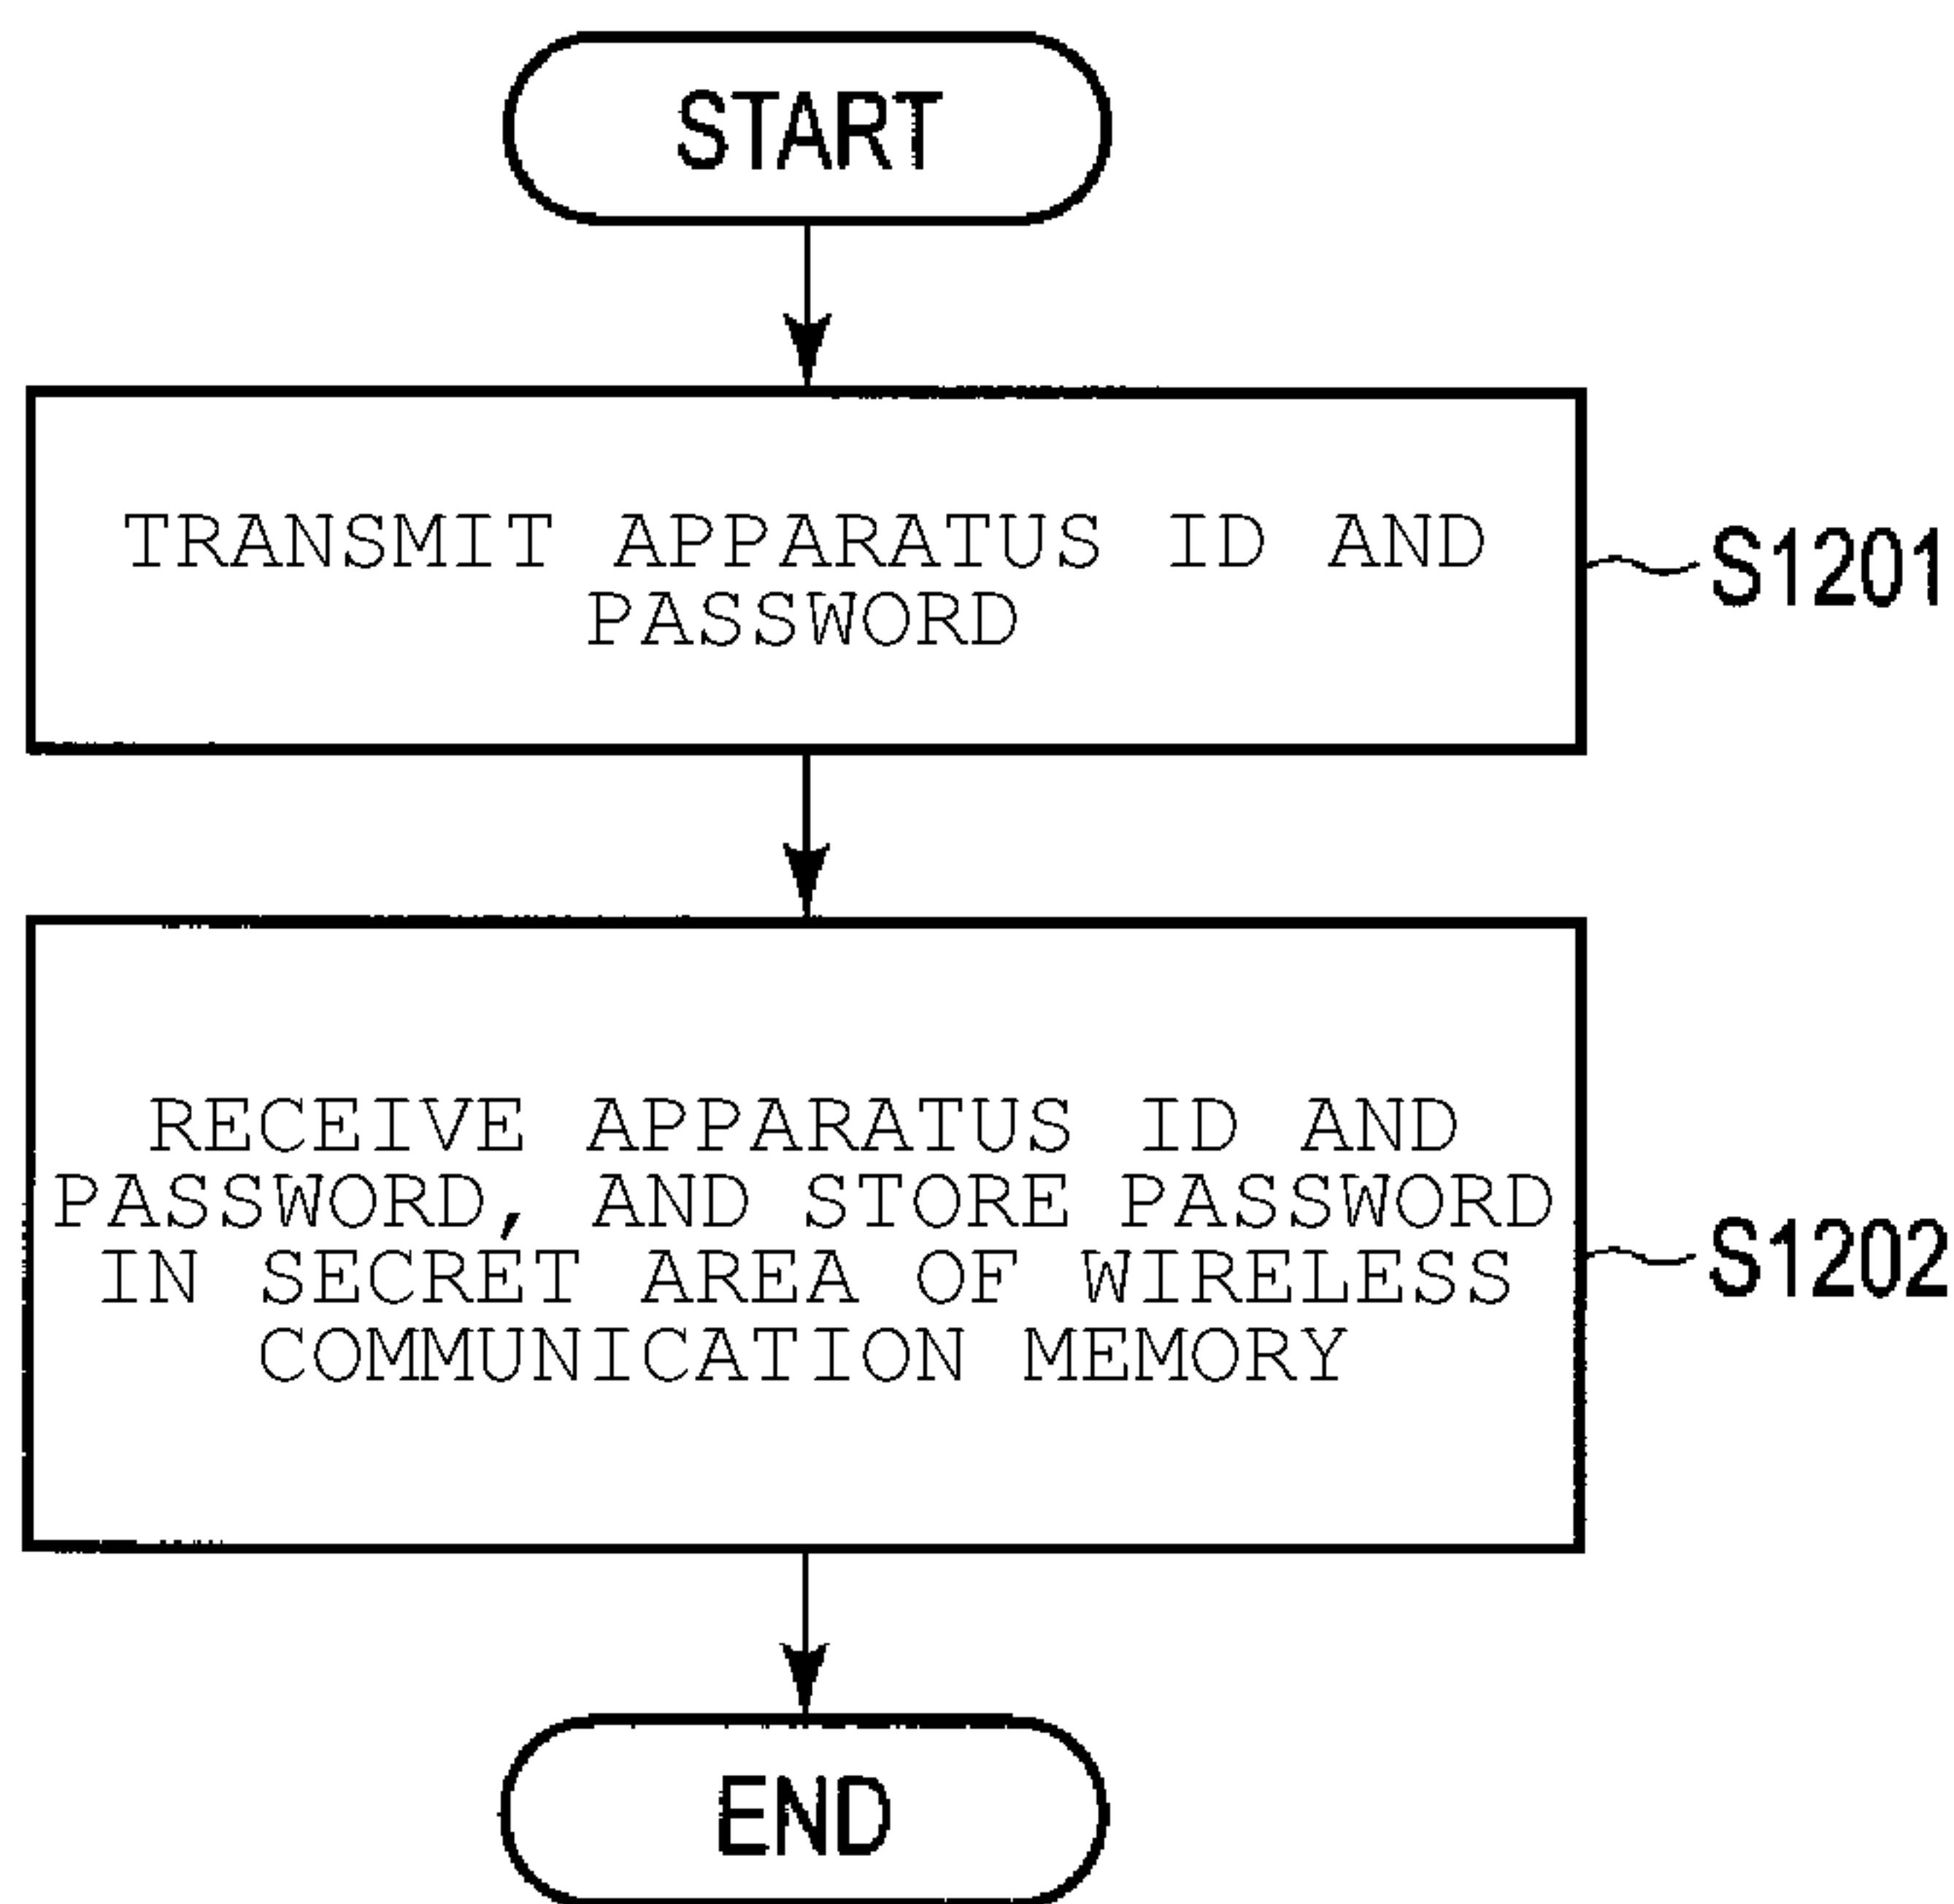 START
TRANSMIT APPARATUS ID AND
PASSWORD
S1201
RECEIVE APPARATUS ID AND
PASSWORD, AND STORE PASSWORD
IN SECRET AREA OF WIRELESS
COMMUNICATION MEMORY
S1202
END